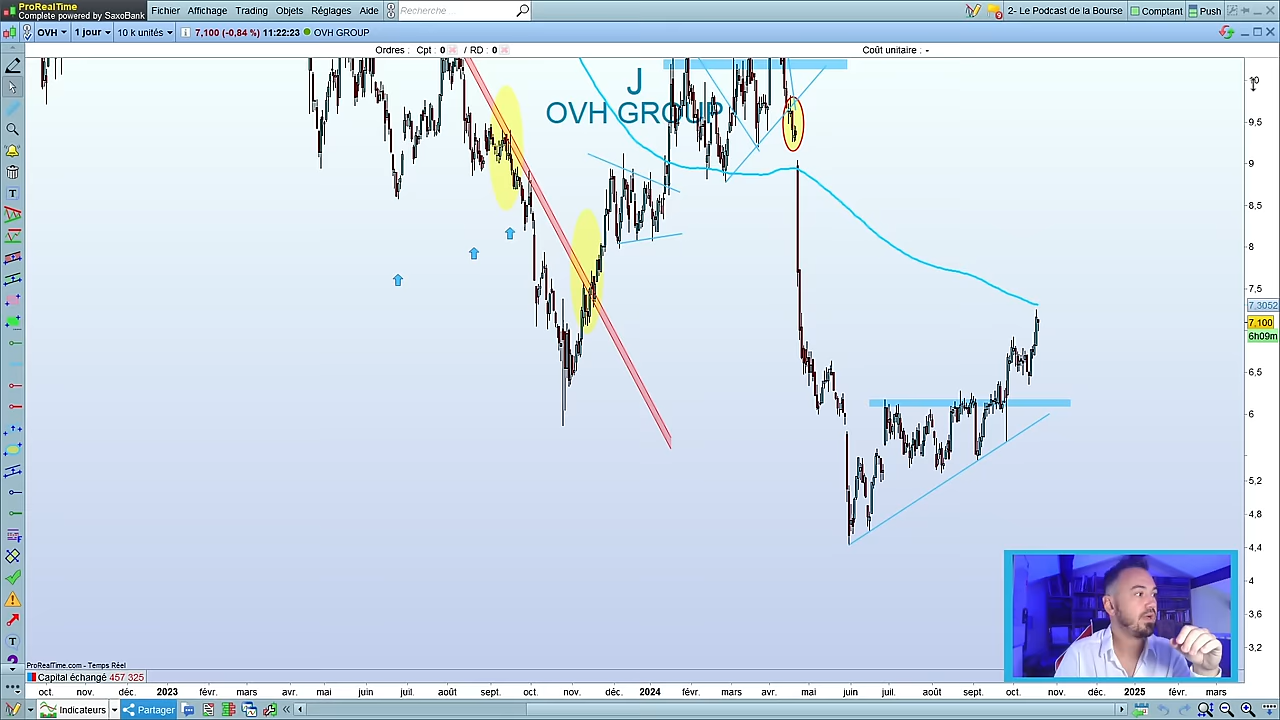 ProRealTime
Complete powered by SaxoBank
Fichier Affichage Trading Objets Réglages Aide
Recherche
2- Le Podcast de la Bourse
Comptant
Push
OVH 1 jour 10 k unités 7,100 (-0,84 %) 11:22:23 OVH GROUP
Ordres : Cpt : 0 / RD : 0
Coût unitaire : -
J
OVH GROUP
10
9,5
9
8,5
8
7,5
7,3052
7,100
6h09m
6,5
6
5,2
4,8
4,4
4
3,6
3,2
ProRealTime.com - Temps Réel
Capital échangé 457 325
oct. nov. déc. 2023 févr. mars avr. mai juin juil. août sept. oct. nov. déc. 2024 févr. mars avr. mai juin juil. août sept. oct. nov. déc. 2025 févr. mars
Indicateurs
Partager